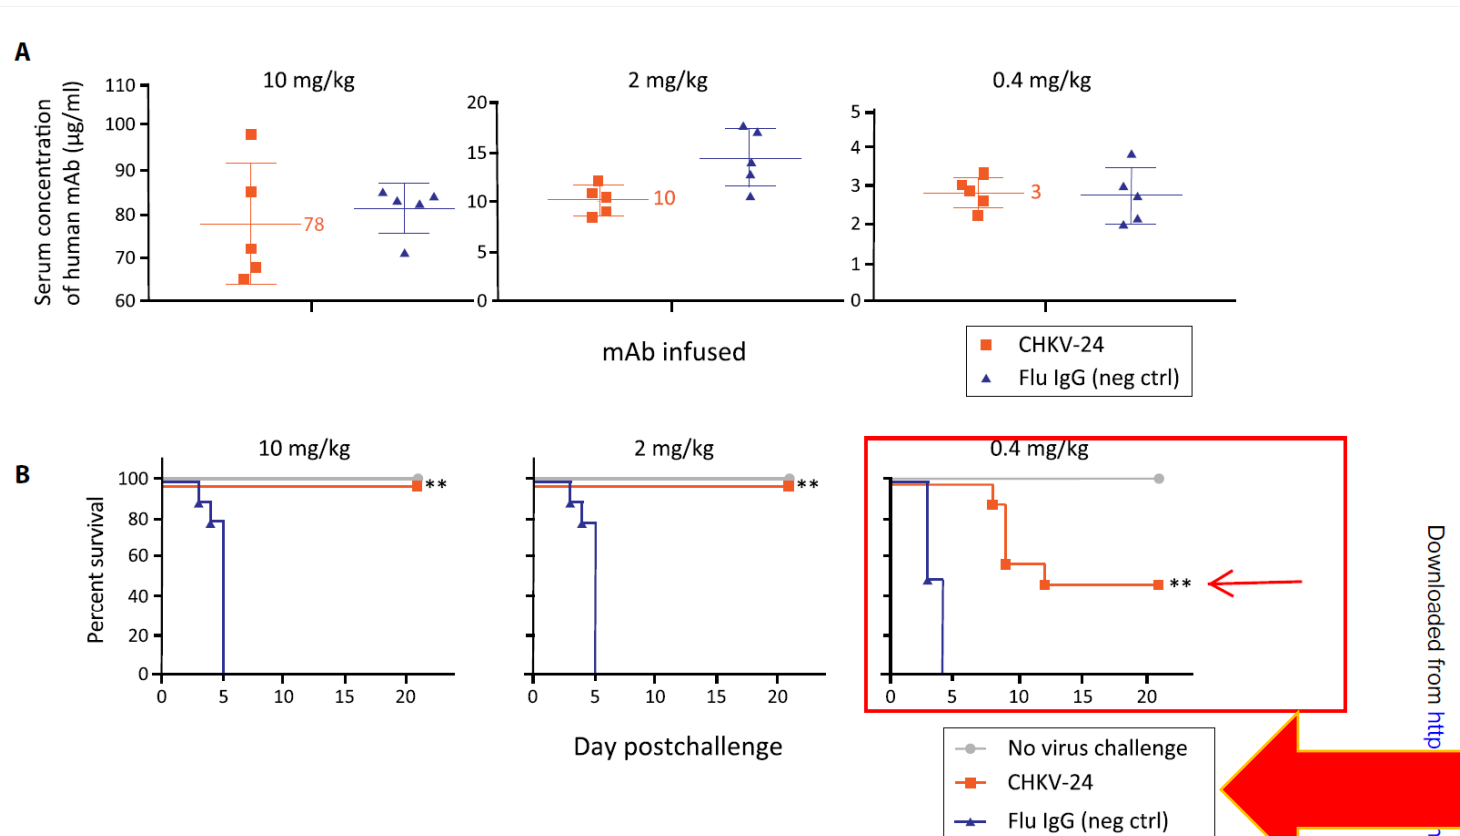 A
10 mg/kg
2 mg/kg
0.4 mg/kg
Serum concentration
of human mAb (µg/ml)
110
100
90
80
70
60
78
20
15
10
5
0
10
5
4
3
2
1
0
3
mAb infused
CHKV-24
Flu IgG (neg ctrl)
B
10 mg/kg
2 mg/kg
0.4 mg/kg
Percent survival
100
80
60
40
20
0
**
**
**
0 5 10 15 20
0 5 10 15 20
0 5 10 15 20
Day postchallenge
No virus challenge
CHKV-24
Flu IgG (neg ctrl)
Downloaded from http